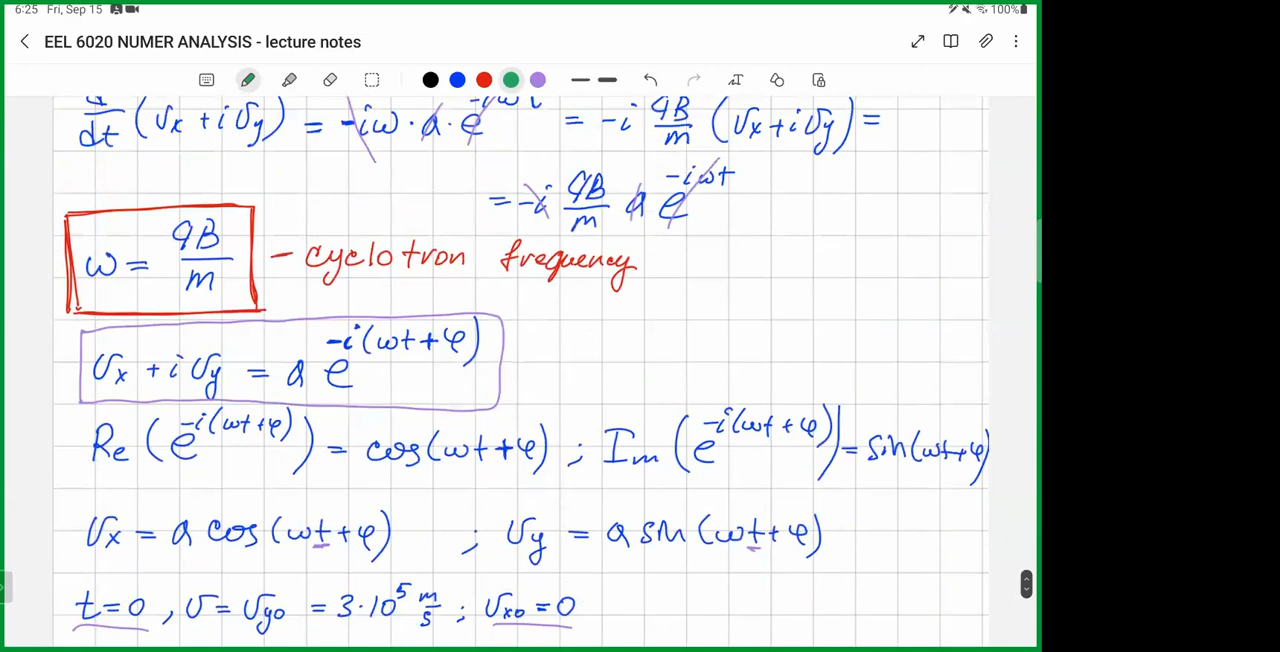 6:25 Fri, Sep 15 100%
EEL 6020 NUMER ANALYSIS - lecture notes
d/dt (Vx + i Vy) = -iω · a · e^(-iωt) = -i qB/m (Vx + i Vy) =
= -i qB/m a e^(-iωt)
ω = qB/m - cyclotron frequency
Vx + i Vy = a e^(-i(ωt+φ))
Re (e^(-i(ωt+φ))) = cos(ωt+φ) ; Im (e^(-i(ωt+φ))) = sin(ωt+φ)
Vx = a cos(ωt+φ) ; Vy = a sin(ωt+φ)
t=0 , V = Vyo = 3·10^5 m/s ; Vxo = 0